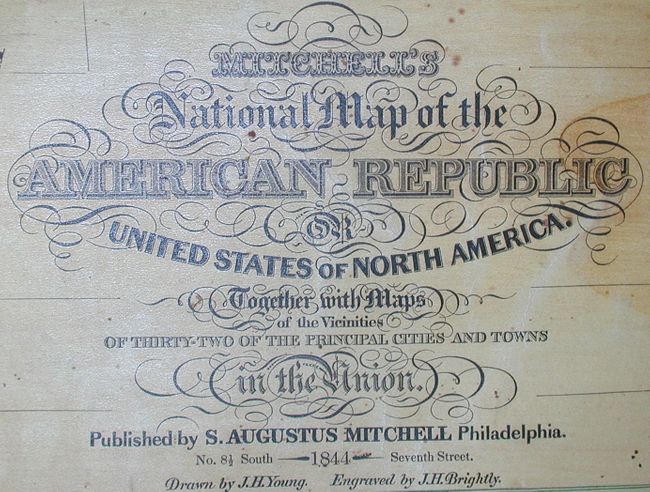 MITCHELL'S
National Map of the
AMERICAN REPUBLIC
OR
UNITED STATES OF NORTH AMERICA.
Together with Maps
of the Vicinities
OF THIRTY-TWO OF THE PRINCIPAL CITIES AND TOWNS
in the Union.
Published by S. AUGUSTUS MITCHELL Philadelphia.
No. 8½ South — 1844 — Seventh Street.
Drawn by J.H. Young. Engraved by J.H. Brightly.